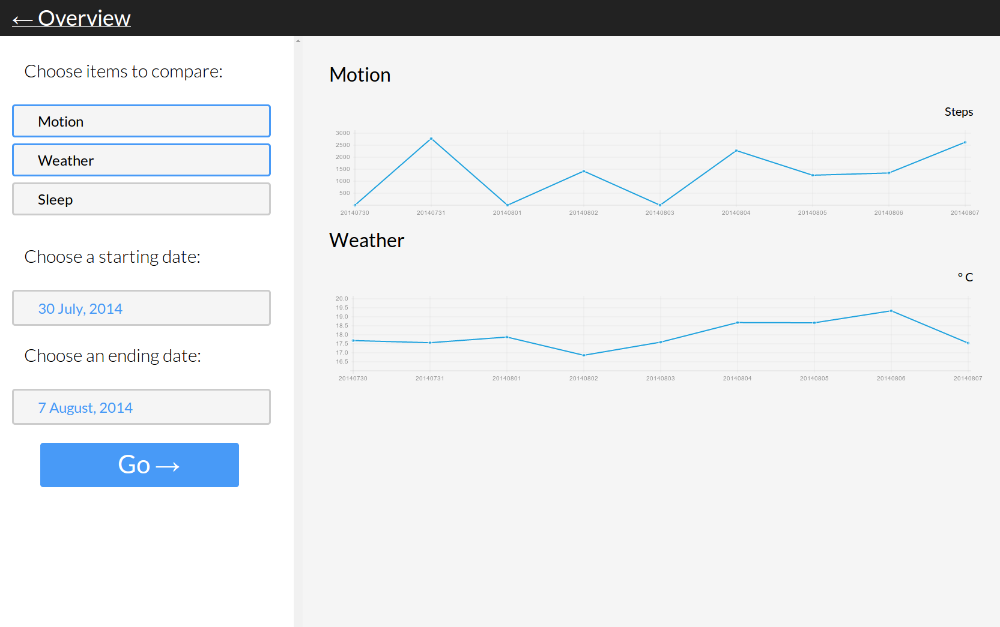 ← Overview
Choose items to compare:
Motion
Weather
Sleep
Choose a starting date:
30 July, 2014
Choose an ending date:
7 August, 2014
Go →
Motion
Steps
3000
2500
2000
1500
1000
500
20140730 20140731 20140801 20140802 20140803 20140804 20140805 20140806 20140807
Weather
° C
20.0
19.5
19.0
18.5
18.0
17.5
17.0
16.5
20140730 20140731 20140801 20140802 20140803 20140804 20140805 20140806 20140807